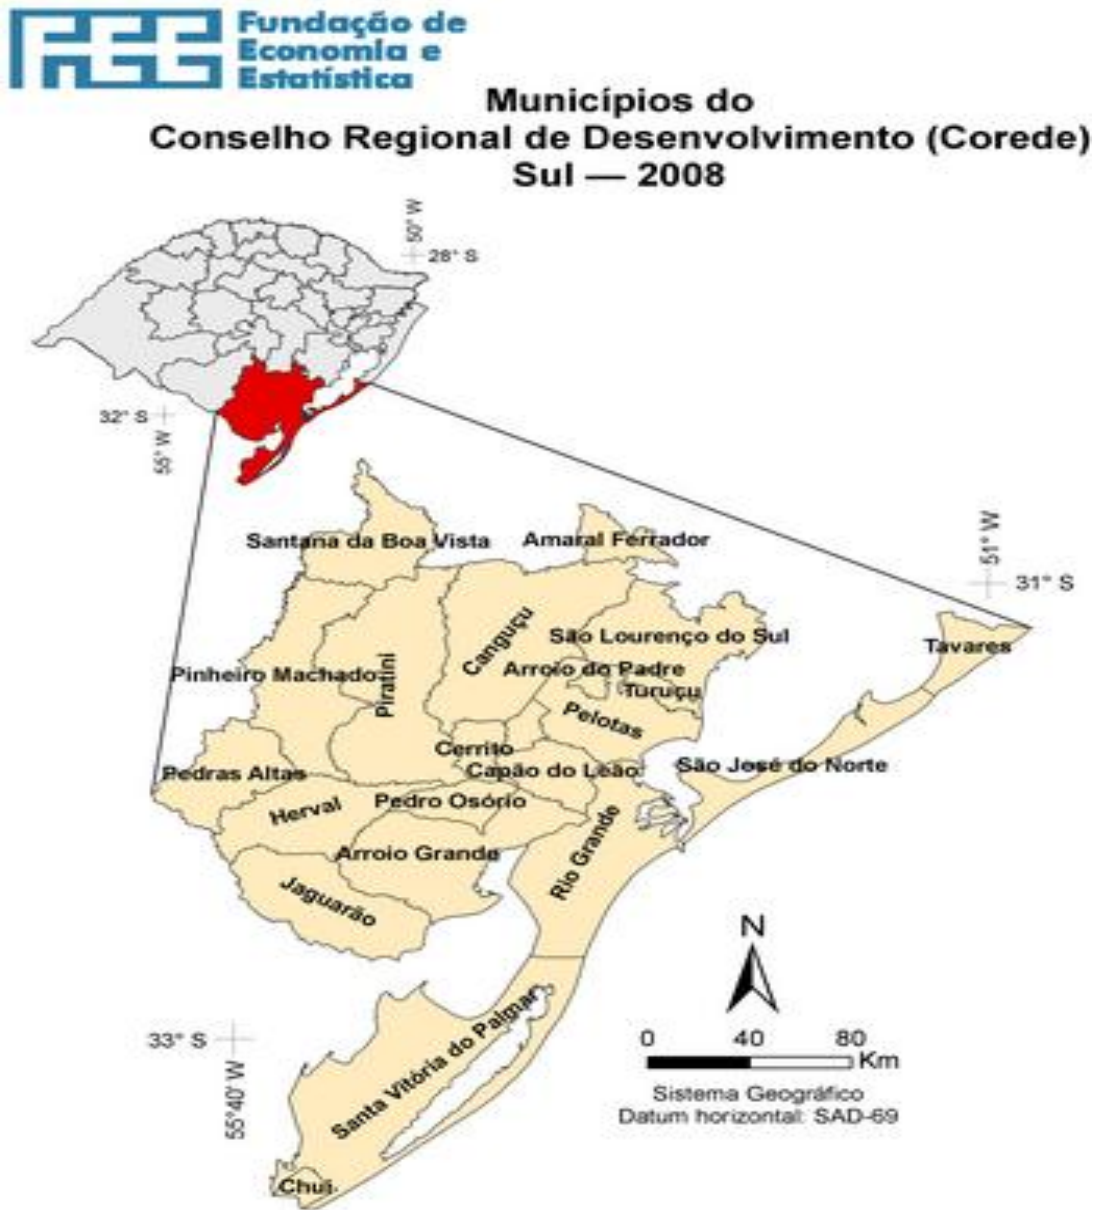 Fundação de
Economia e
Estatística
Municípios do
Conselho Regional de Desenvolvimento (Corede)
Sul — 2008
50° W
28° S
32° S
55° W
51° W
31° S
Santana da Boa Vista
Amaral Ferrador
São Lourenço do Sul
Canguçu
Tavares
Arroio do Padre
Pinheiro Machado
Piratini
Turuçu
Pelotas
Cerrito
São José do Norte
Pedras Altas
Capão do Leão
Herval
Pedro Osório
Rio Grande
Arroio Grande
Jaguarão
N
Santa Vitória do Palmar
33° S
55°40' W
0 40 80
Km
Sistema Geográfico
Datum horizontal: SAD-69
Chuí